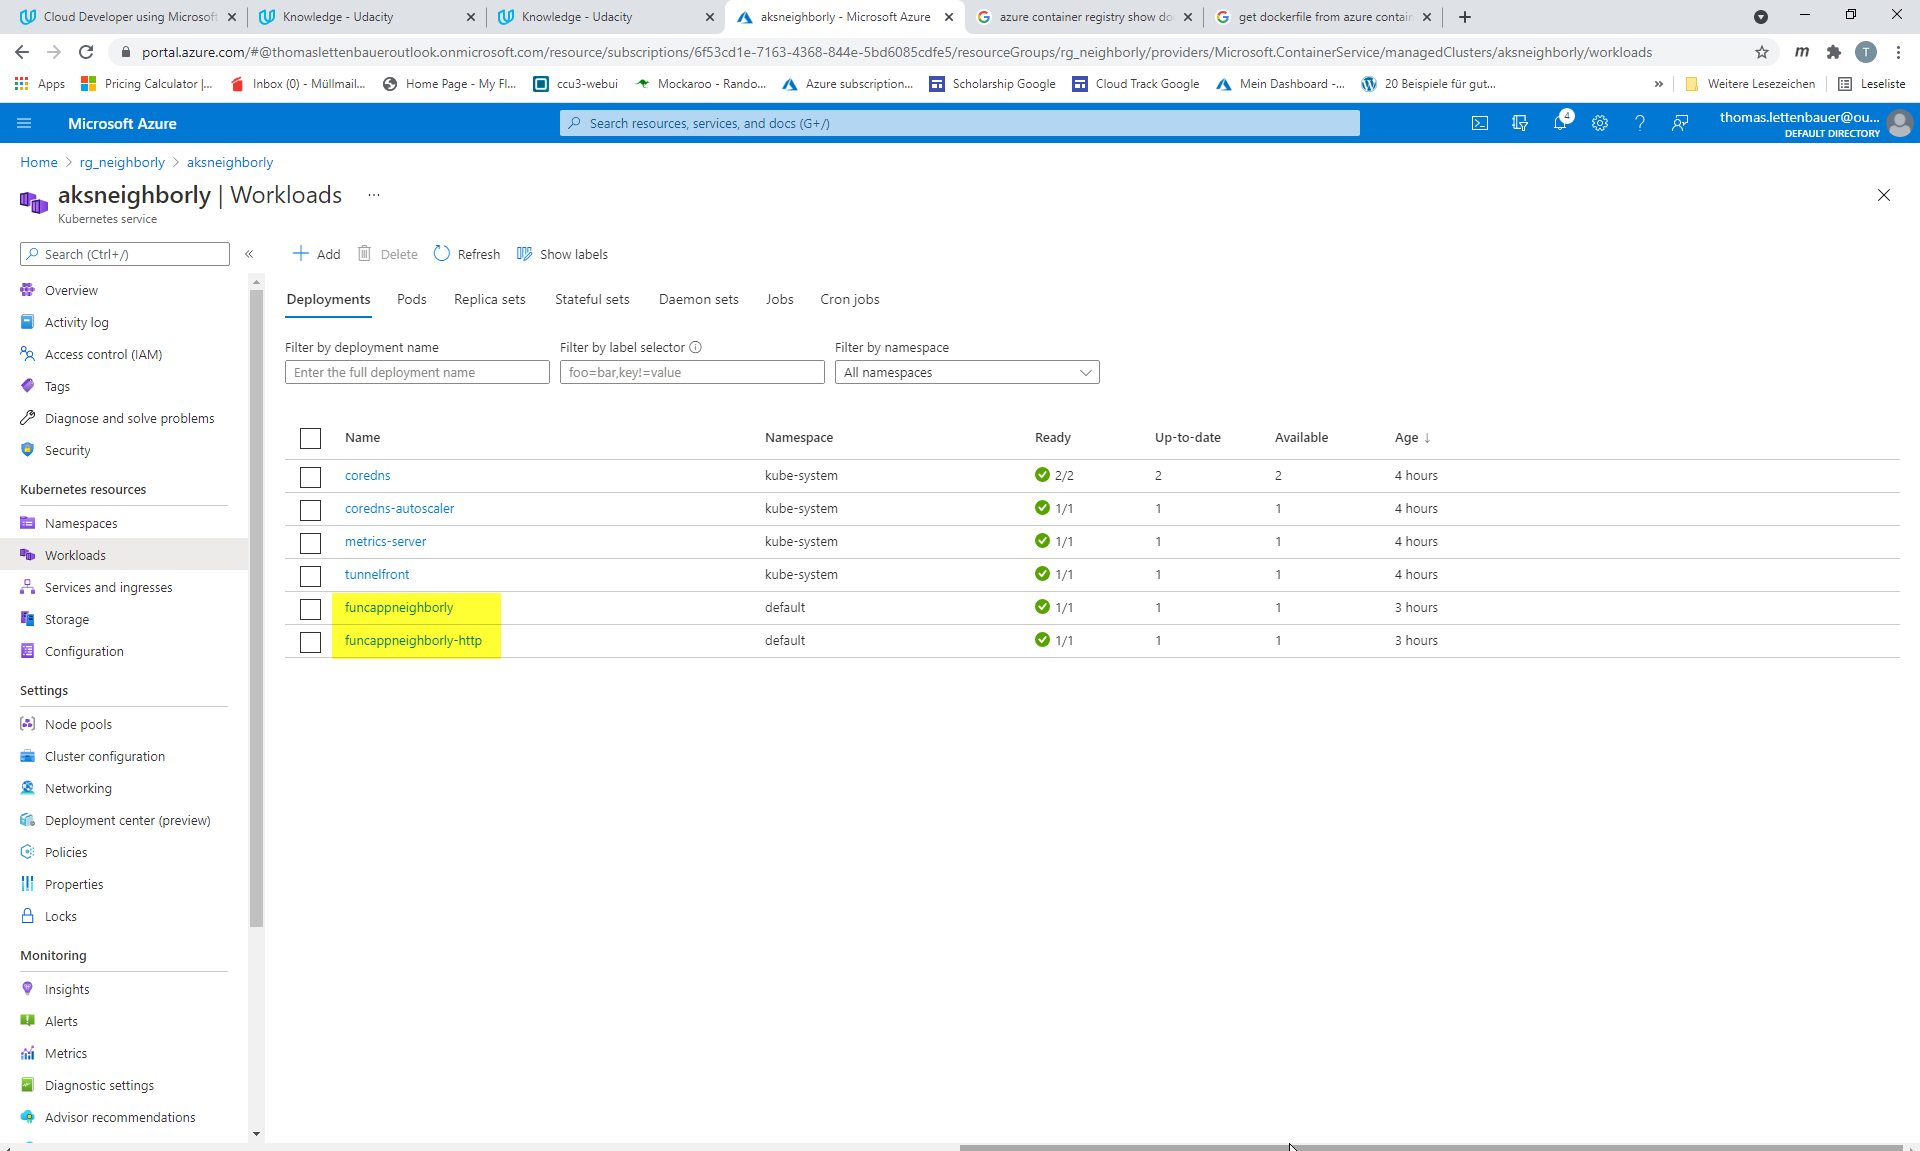 Cloud Developer using Microsoft
Knowledge - Udacity
Knowledge - Udacity
aksneighborly - Microsoft Azure
azure container registry show do
get dockerfile from azure contain
portal.azure.com/#@thomaslettenbaueroutlook.onmicrosoft.com/resource/subscriptions/6f53cd1e-7163-4368-844e-5bd6085cdfe5/resourceGroups/rg_neighborly/providers/Microsoft.ContainerService/managedClusters/aksneighborly/workloads
m
T
Apps
Pricing Calculator |...
Inbox (0) - Müllmail...
Home Page - My Fl...
ccu3-webui
Mockaroo - Rando...
Azure subscription...
Scholarship Google
Cloud Track Google
Mein Dashboard -...
20 Beispiele für gut...
»
Weitere Lesezeichen
Leseliste
Microsoft Azure
Search resources, services, and docs (G+/)
4
?
thomas.lettenbauer@ou...
DEFAULT DIRECTORY
Home > rg_neighborly > aksneighborly
aksneighborly | Workloads ...
Kubernetes service
Search (Ctrl+/)
«
Add
Delete
Refresh
Show labels
Overview
Activity log
Access control (IAM)
Tags
Diagnose and solve problems
Security
Kubernetes resources
Namespaces
Workloads
Services and ingresses
Storage
Configuration
Settings
Node pools
Cluster configuration
Networking
Deployment center (preview)
Policies
Properties
Locks
Monitoring
Insights
Alerts
Metrics
Diagnostic settings
Advisor recommendations
Deployments
Pods
Replica sets
Stateful sets
Daemon sets
Jobs
Cron jobs
Filter by deployment name
Filter by label selector
Filter by namespace
Enter the full deployment name
foo=bar,key!=value
All namespaces
Name Namespace Ready Up-to-date Available Age ↓
coredns kube-system 2/2 2 2 4 hours
coredns-autoscaler kube-system 1/1 1 1 4 hours
metrics-server kube-system 1/1 1 1 4 hours
tunnelfront kube-system 1/1 1 1 4 hours
funcappneighborly default 1/1 1 1 3 hours
funcappneighborly-http default 1/1 1 1 3 hours